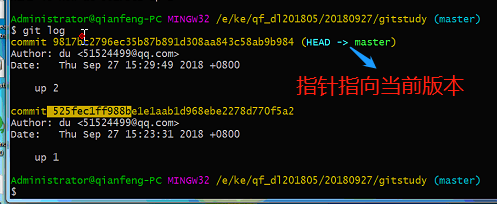 Administrator@qianfeng-PC MINGW32 /e/ke/qf_dl201805/20180927/gitstudy (master)
$ git log
commit 9817b2796ec35b87b891d308aa843c58ab9b984 (HEAD -> master)
Author: du <51524499@qq.com>
Date:   Thu Sep 27 15:29:49 2018 +0800
指针指向当前版本
up 2
commit 525fec1ff988be1e1aab1d968ebe2278d770f5a2
Author: du <51524499@qq.com>
Date:   Thu Sep 27 15:23:31 2018 +0800
up 1
Administrator@qianfeng-PC MINGW32 /e/ke/qf_dl201805/20180927/gitstudy (master)
$